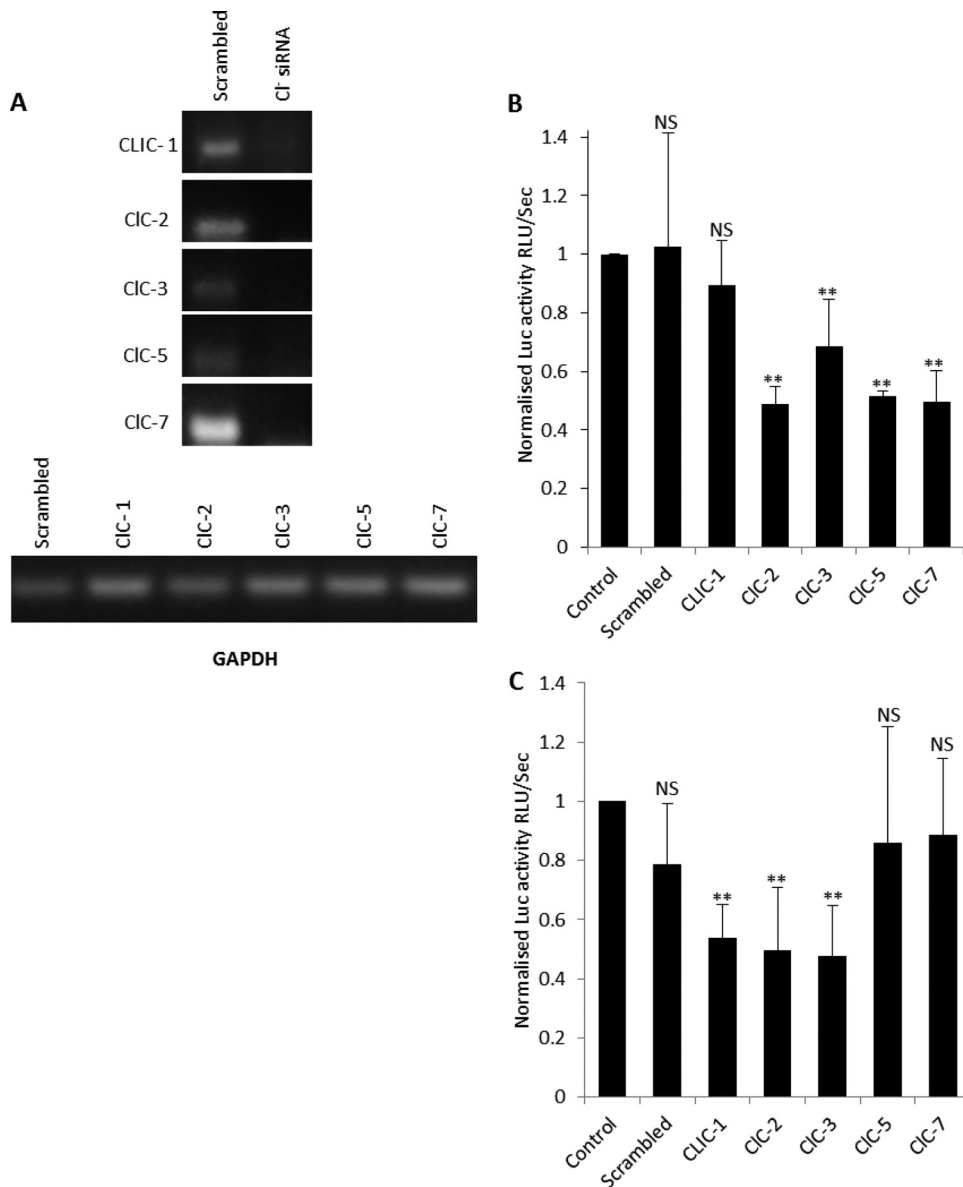 A
Scrambled
Cl- siRNA
CLIC- 1
ClC-2
ClC-3
ClC-5
ClC-7
Scrambled
ClC-1
ClC-2
ClC-3
ClC-5
ClC-7
GAPDH
B
Normalised Luc activity RLU/Sec
1.4
1.2
1
0.8
0.6
0.4
0.2
0
NS
NS
**
**
**
**
Control
Scrambled
CLIC-1
ClC-2
ClC-3
ClC-5
ClC-7
C
Normalised Luc activity RLU/Sec
1.4
1.2
1
0.8
0.6
0.4
0.2
0
NS
**
**
**
NS
NS
Control
Scrambled
CLIC-1
ClC-2
ClC-3
ClC-5
ClC-7